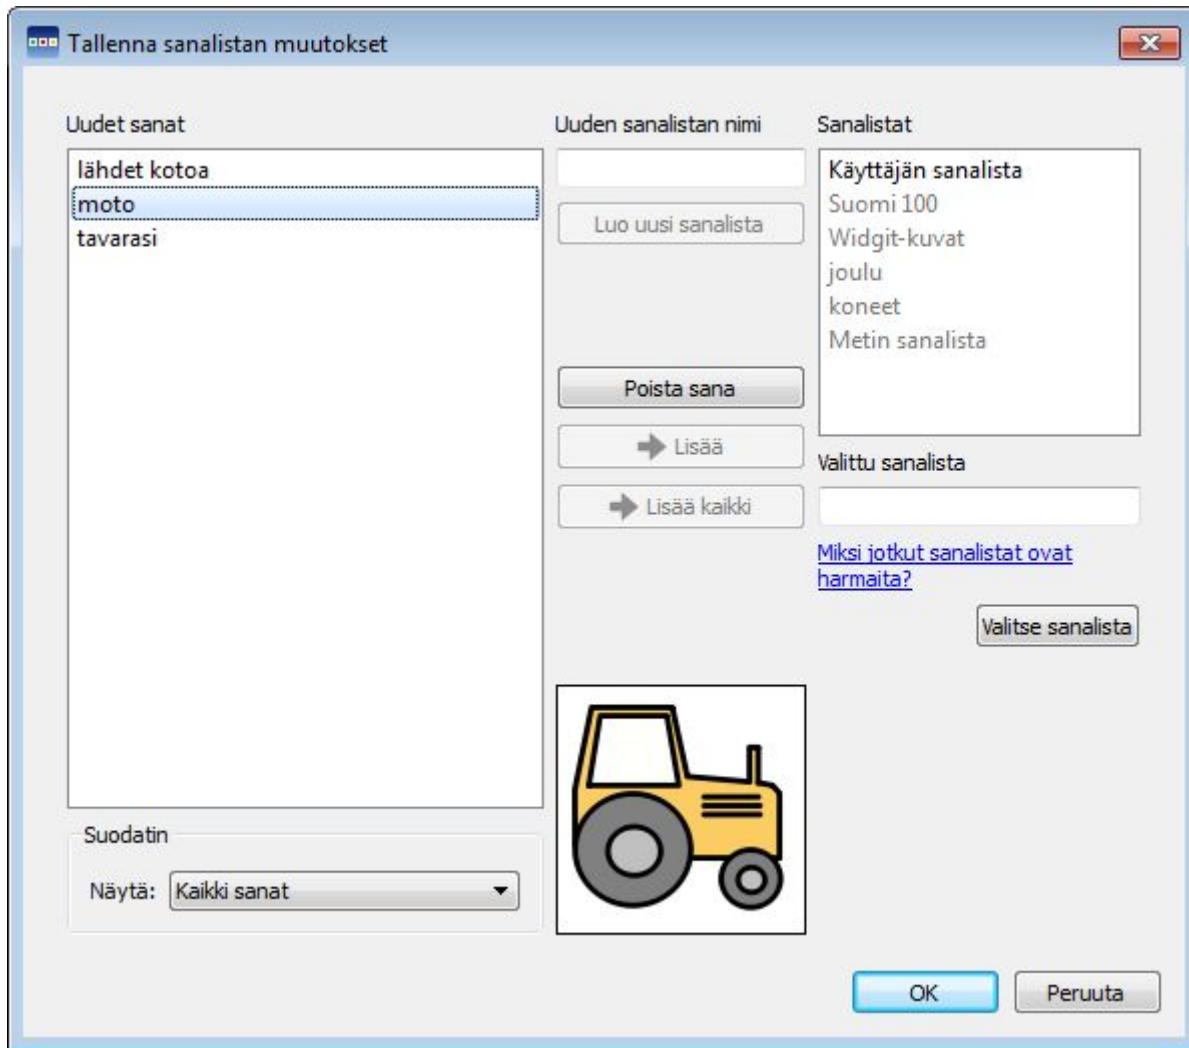 Tallenna sanalistan muutokset
Uudet sanat
lähdet kotoa
moto
tavarasi
Suodatin
Näytä: Kaikki sanat
Uuden sanalistan nimi
Luo uusi sanalista
Poista sana
Lisää
Lisää kaikki
Sanalistat
Käyttäjän sanalista
Suomi 100
Widgit-kuvat
joulu
koneet
Metin sanalista
Valittu sanalista
Miksi jotkut sanalistat ovat
harmaita?
Valitse sanalista
OK Peruuta